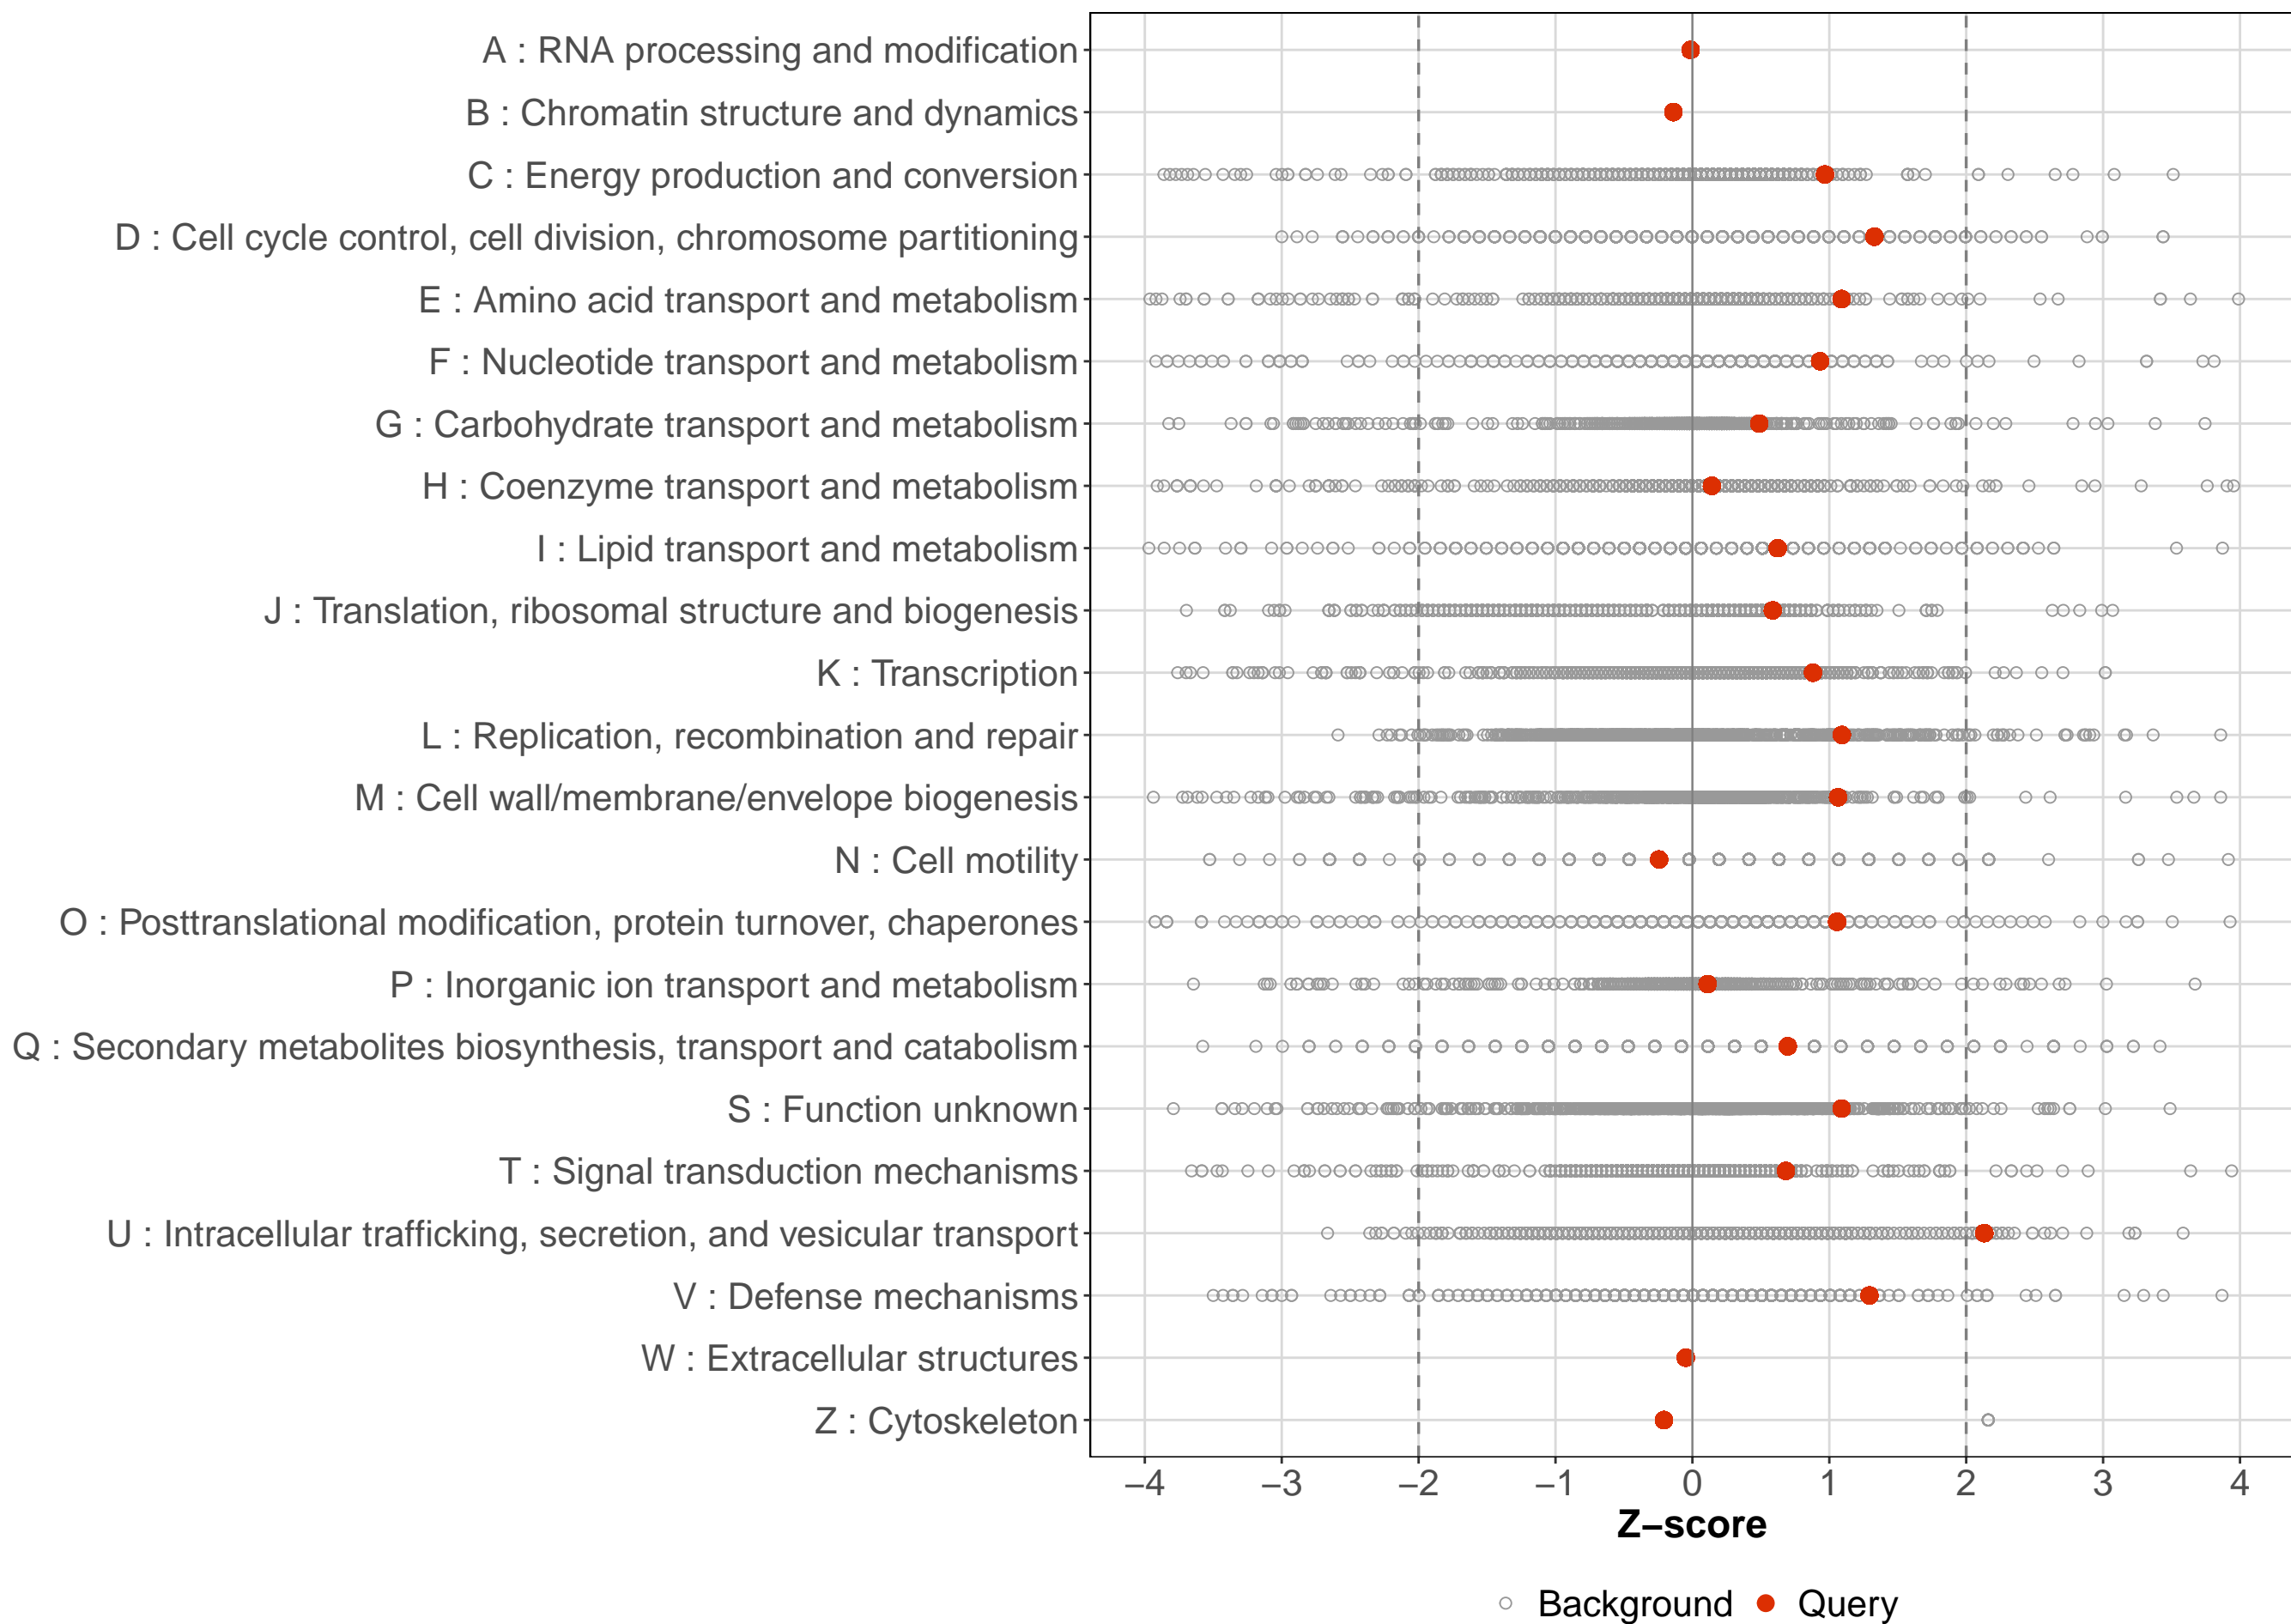 A : RNA processing and modification
B : Chromatin structure and dynamics
C : Energy production and conversion
D : Cell cycle control, cell division, chromosome partitioning
E : Amino acid transport and metabolism
F : Nucleotide transport and metabolism
G : Carbohydrate transport and metabolism
H : Coenzyme transport and metabolism
I : Lipid transport and metabolism
J : Translation, ribosomal structure and biogenesis
K : Transcription
L : Replication, recombination and repair
M : Cell wall/membrane/envelope biogenesis
N : Cell motility
O : Posttranslational modification, protein turnover, chaperones
P : Inorganic ion transport and metabolism
Q : Secondary metabolites biosynthesis, transport and catabolism
S : Function unknown
T : Signal transduction mechanisms
U : Intracellular trafficking, secretion, and vesicular transport
V : Defense mechanisms
W : Extracellular structures
Z : Cytoskeleton
−4 −3 −2 −1 0 1 2 3 4
Z−score
Background Query